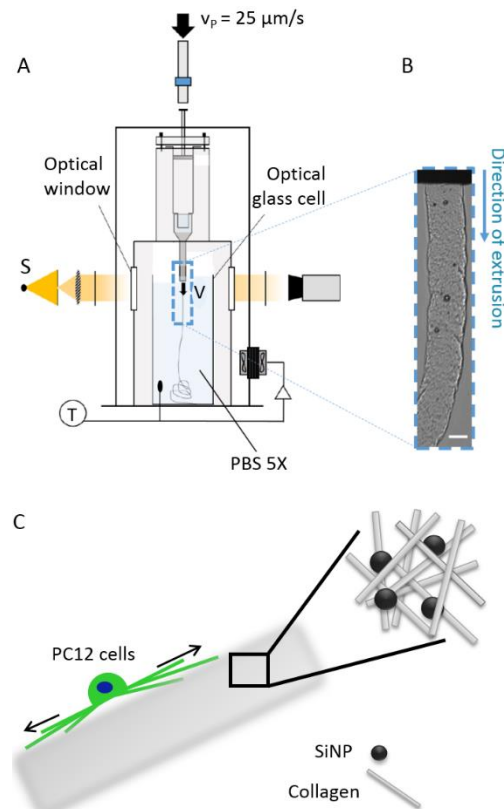 v_P = 25 μm/s
A
B
Optical
window
Optical
glass cell
Direction of extrusion
S
V
T
PBS 5X
C
PC12 cells
SiNP
Collagen